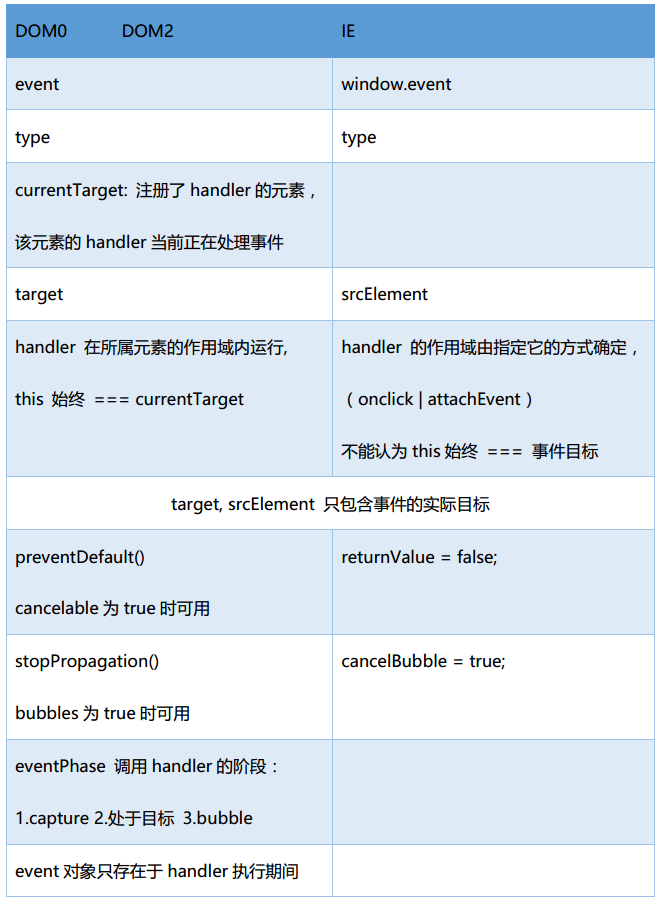 DOM0 DOM2 IE
event window.event
type type
currentTarget: 注册了 handler 的元素，
该元素的 handler 当前正在处理事件
target srcElement
handler 在所属元素的作用域内运行,
this 始终 === currentTarget
handler 的作用域由指定它的方式确定，
（ onclick | attachEvent ）
不能认为 this 始终 === 事件目标
target, srcElement 只包含事件的实际目标
preventDefault()
cancelable 为 true 时可用
returnValue = false;
stopPropagation()
bubbles 为 true 时可用
cancelBubble = true;
eventPhase 调用 handler 的阶段：
1.capture 2.处于目标 3.bubble
event 对象只存在于 handler 执行期间